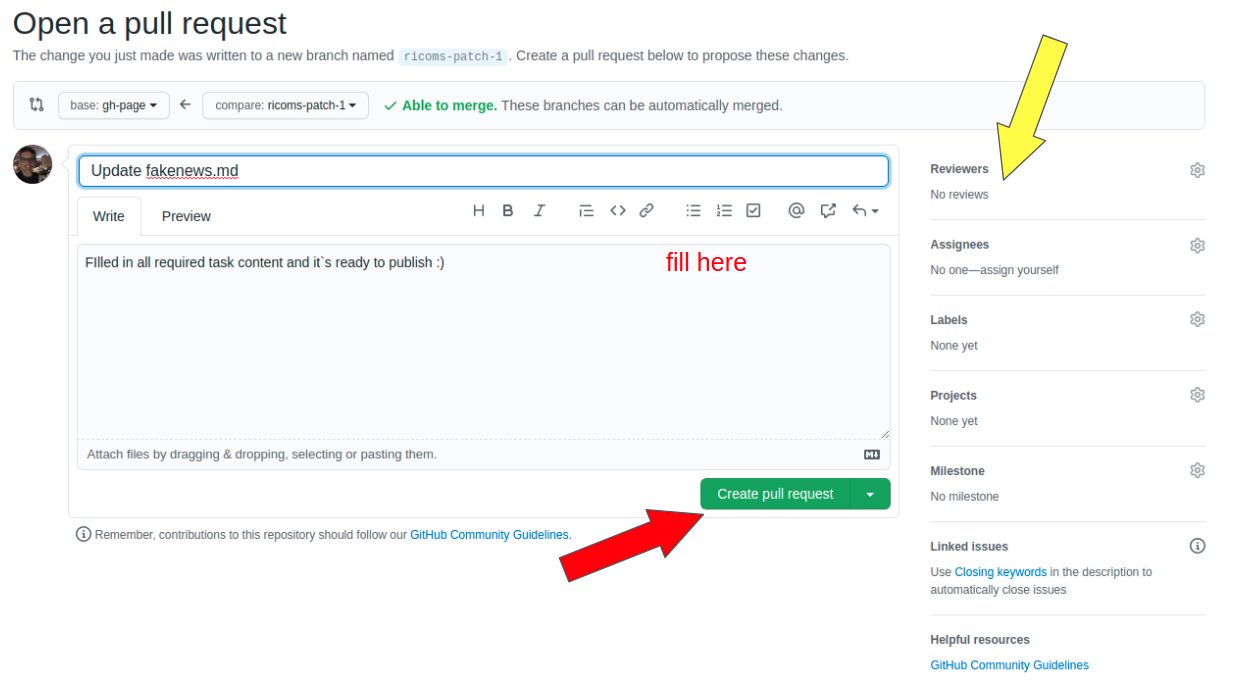 Open a pull request
The change you just made was written to a new branch named ricoms-patch-1 . Create a pull request below to propose these changes.
base: gh-page compare: ricoms-patch-1 Able to merge. These branches can be automatically merged.
Update fakenews.md
Write Preview H B I
FIlled in all required task content and it`s ready to publish :)
fill here
Attach files by dragging & dropping, selecting or pasting them.
Create pull request
Remember, contributions to this repository should follow our GitHub Community Guidelines.
Reviewers
No reviews
Assignees
No one—assign yourself
Labels
None yet
Projects
None yet
Milestone
No milestone
Linked issues
Use Closing keywords in the description to
automatically close issues
Helpful resources
GitHub Community Guidelines